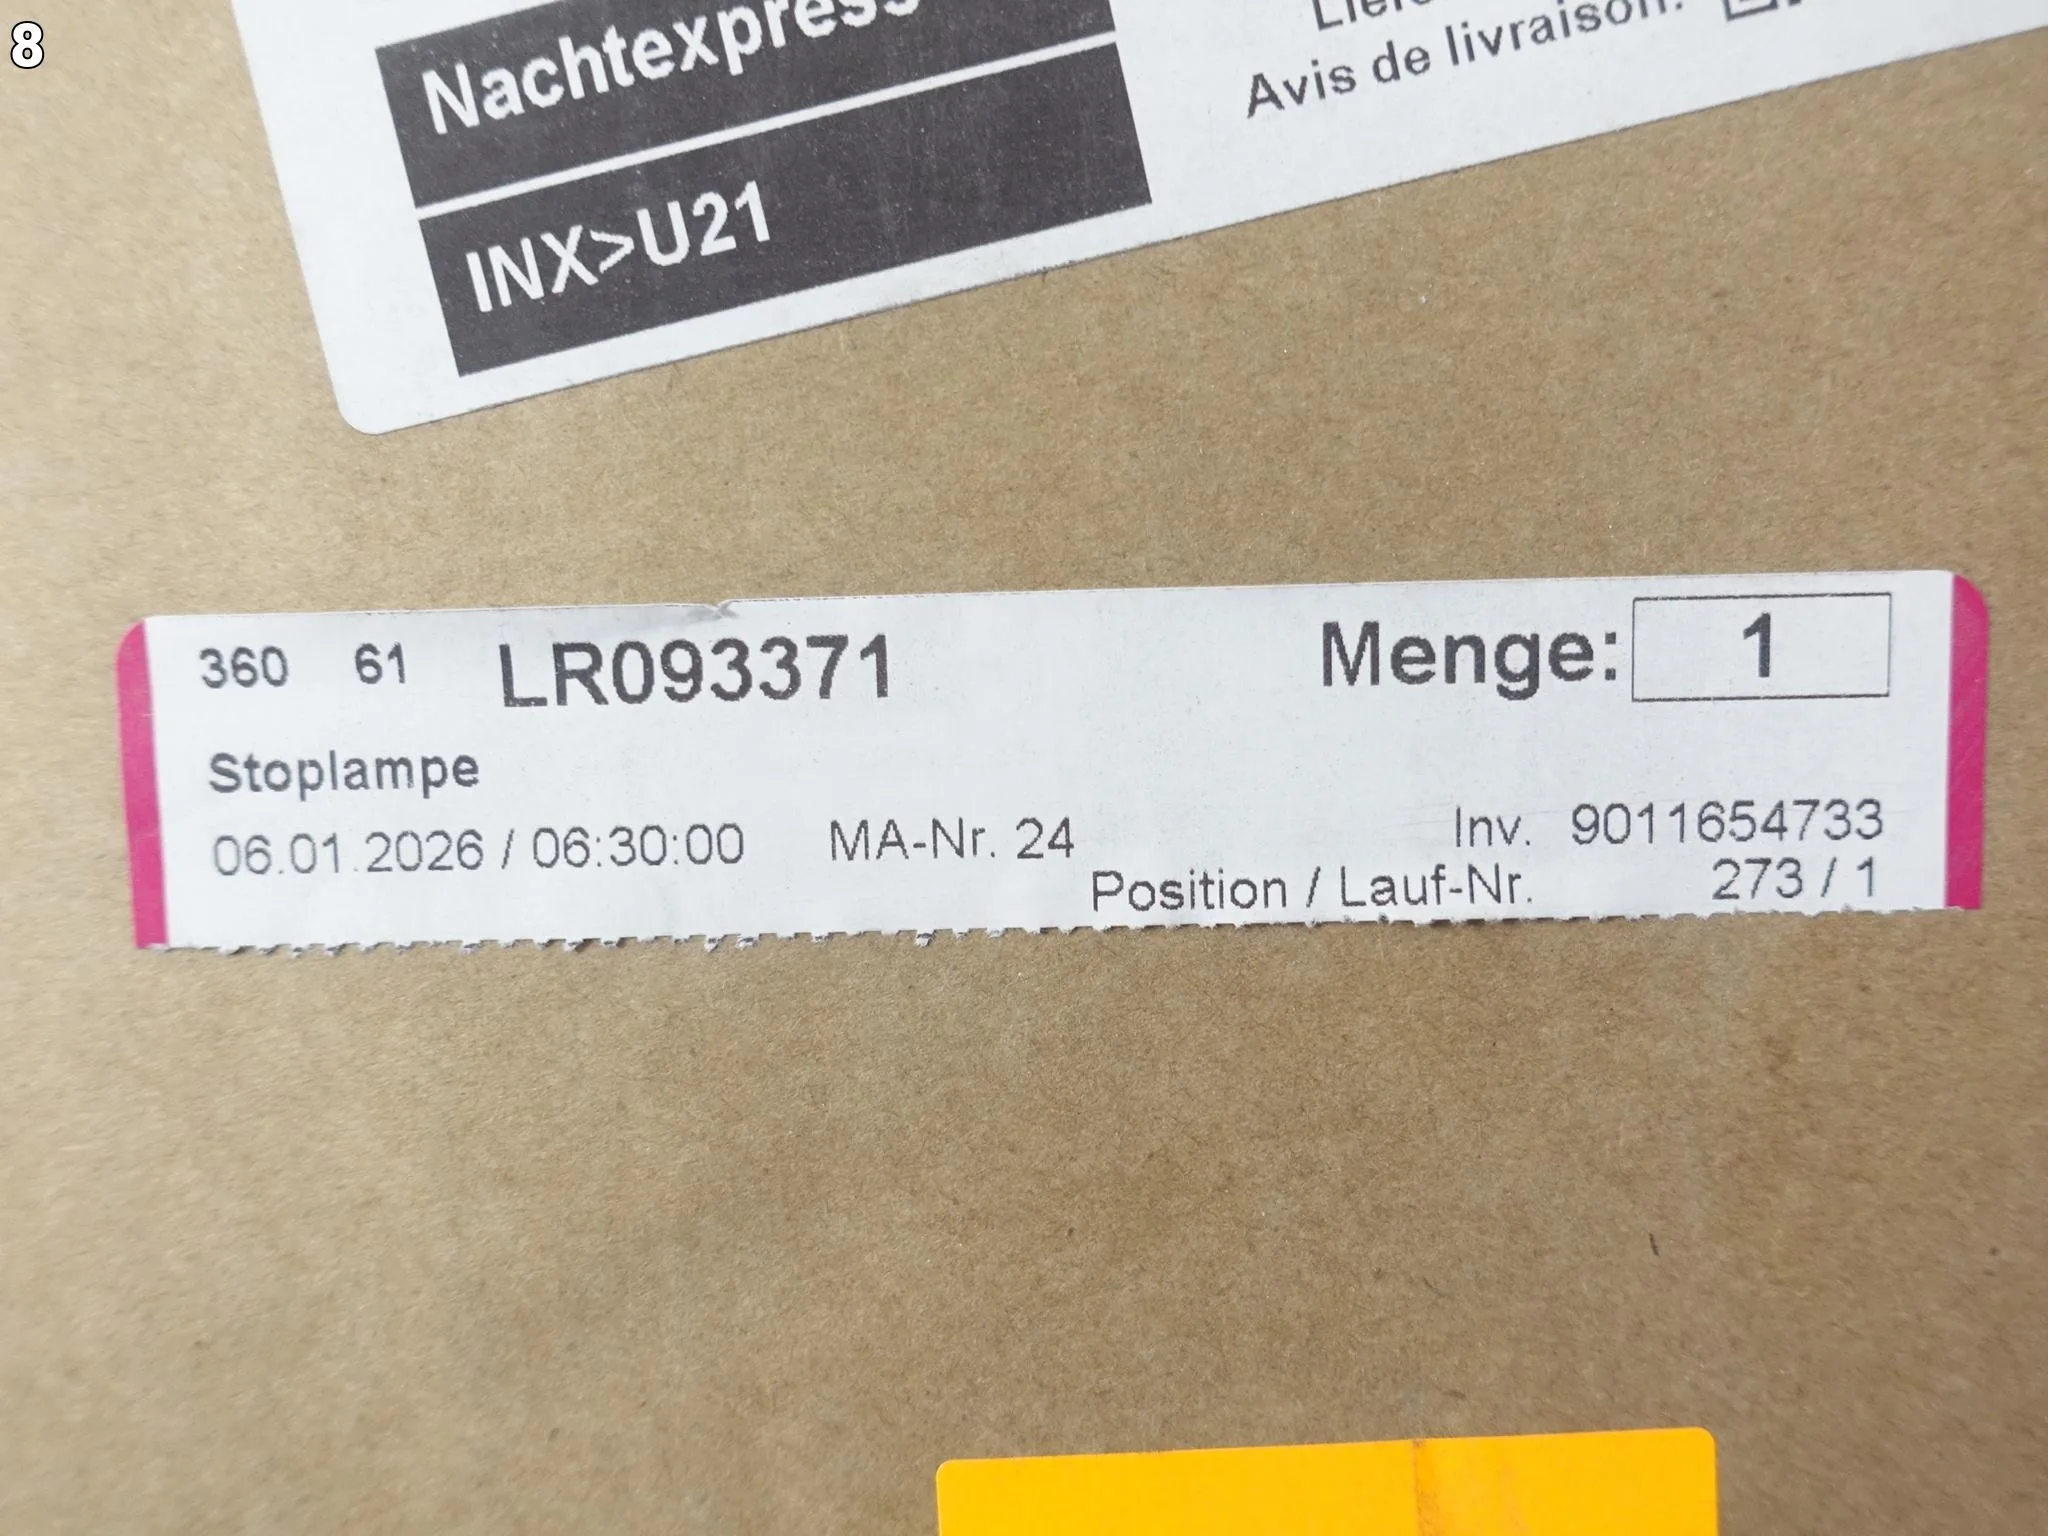 8
Nachtexpress
INX>U21
Avis de livraison:
360 61 LR093371 Menge: 1
Stoplampe
06.01.2026 / 06:30:00 MA-Nr. 24 Inv. 9011654733
Position / Lauf-Nr. 273 / 1